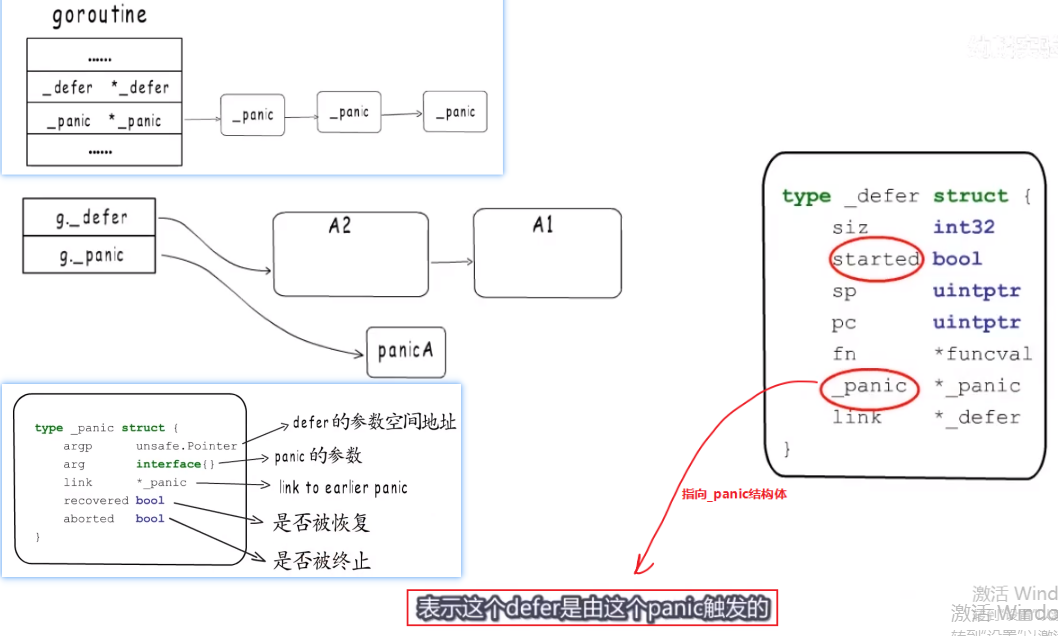 goroutine
......
_defer *_defer
_panic *_panic
......
_panic
_panic
_panic
g._defer
g._panic
A2
A1
panicA
type _defer struct {
siz int32
started bool
sp uintptr
pc uintptr
fn *funcval
_panic *_panic
link *_defer
}
type _panic struct {
argp unsafe.Pointer
arg interface{}
link *_panic
recovered bool
aborted bool
}
defer的参数空间地址
panic的参数
link to earlier panic
是否被恢复
是否被终止
指向_panic结构体
表示这个defer是由这个panic触发的
激活 Wind
激活 Windo